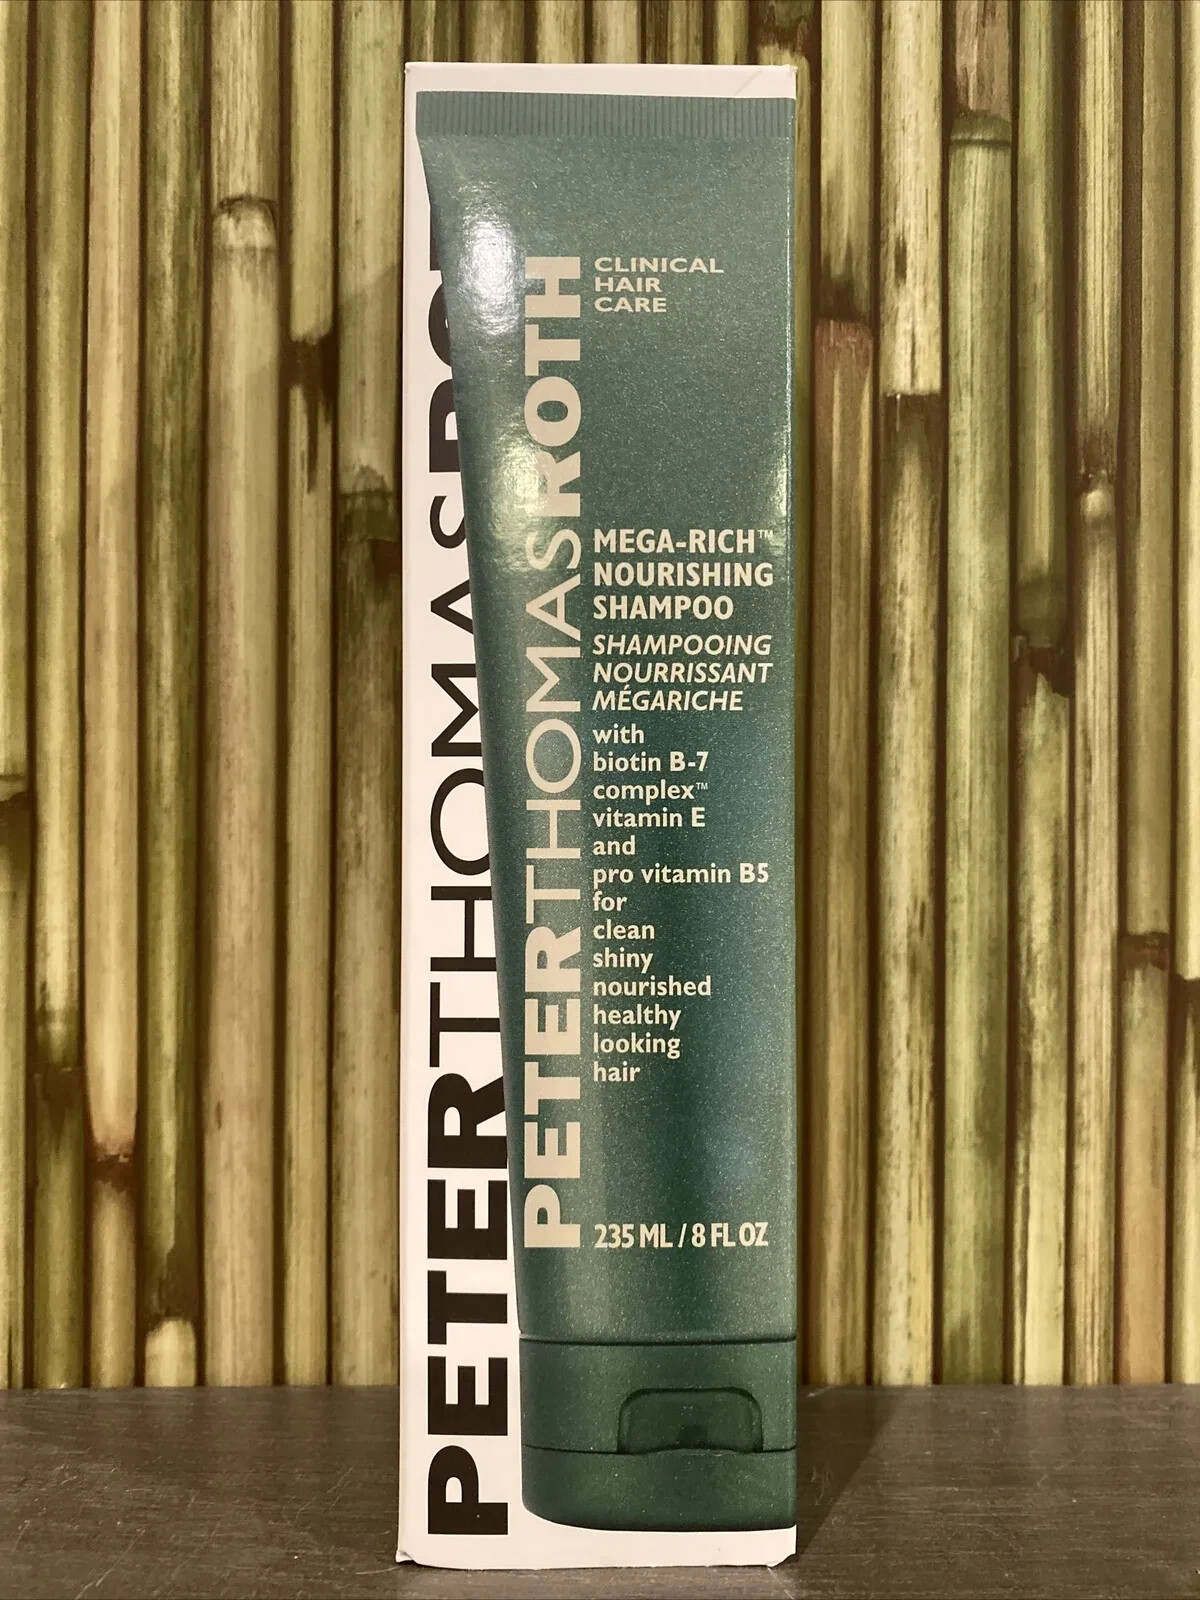 PETERTHOMASRO
PETERTHOMASROTH
CLINICAL
HAIR
CARE
MEGA-RICH™
NOURISHING
SHAMPOO
SHAMPOOING
NOURRISSANT
MÉGARICHE
with
biotin B-7
complex™
vitamin E
and
pro vitamin B5
for
clean
shiny
nourished
healthy
looking
hair
235 ML / 8 FL OZ